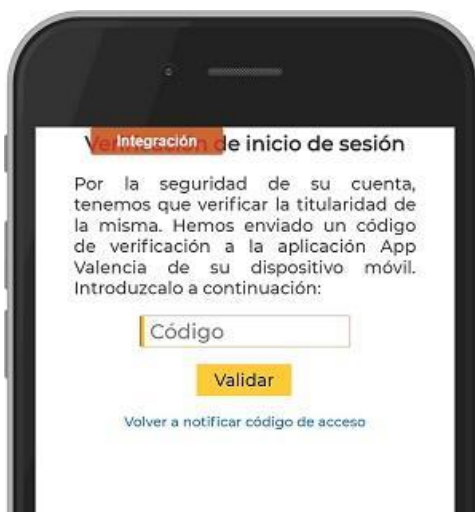 Integración
Verificación de inicio de sesión
Por la seguridad de su cuenta,
tenemos que verificar la titularidad de
la misma. Hemos enviado un código
de verificación a la aplicación App
Valencia de su dispositivo móvil.
Introduzcalo a continuación:
Código
Validar
Volver a notificar código de acceso